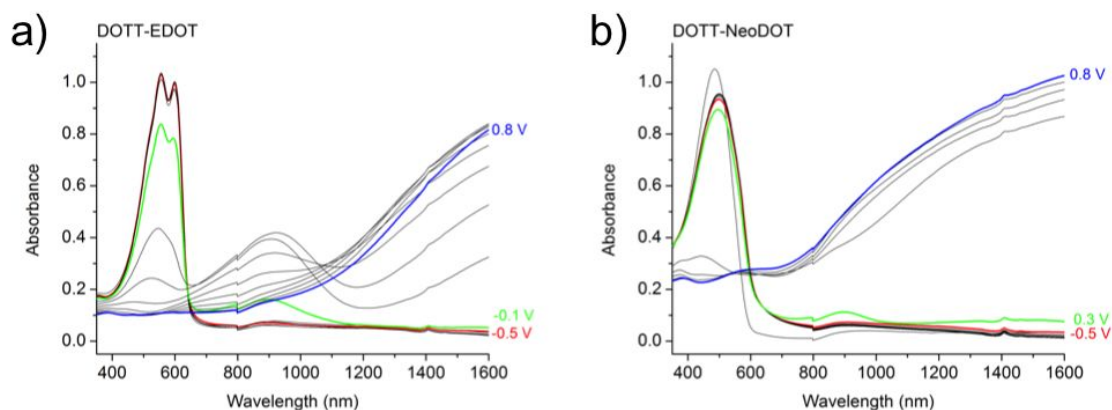 a)
DOTT-EDOT
Absorbance
1.0
0.8
0.6
0.4
0.2
0.0
0.8 V
-0.1 V
-0.5 V
400 600 800 1000 1200 1400 1600
Wavelength (nm)
b)
DOTT-NeoDOT
Absorbance
1.0
0.8
0.6
0.4
0.2
0.0
0.8 V
0.3 V
-0.5 V
400 600 800 1000 1200 1400 1600
Wavelength (nm)